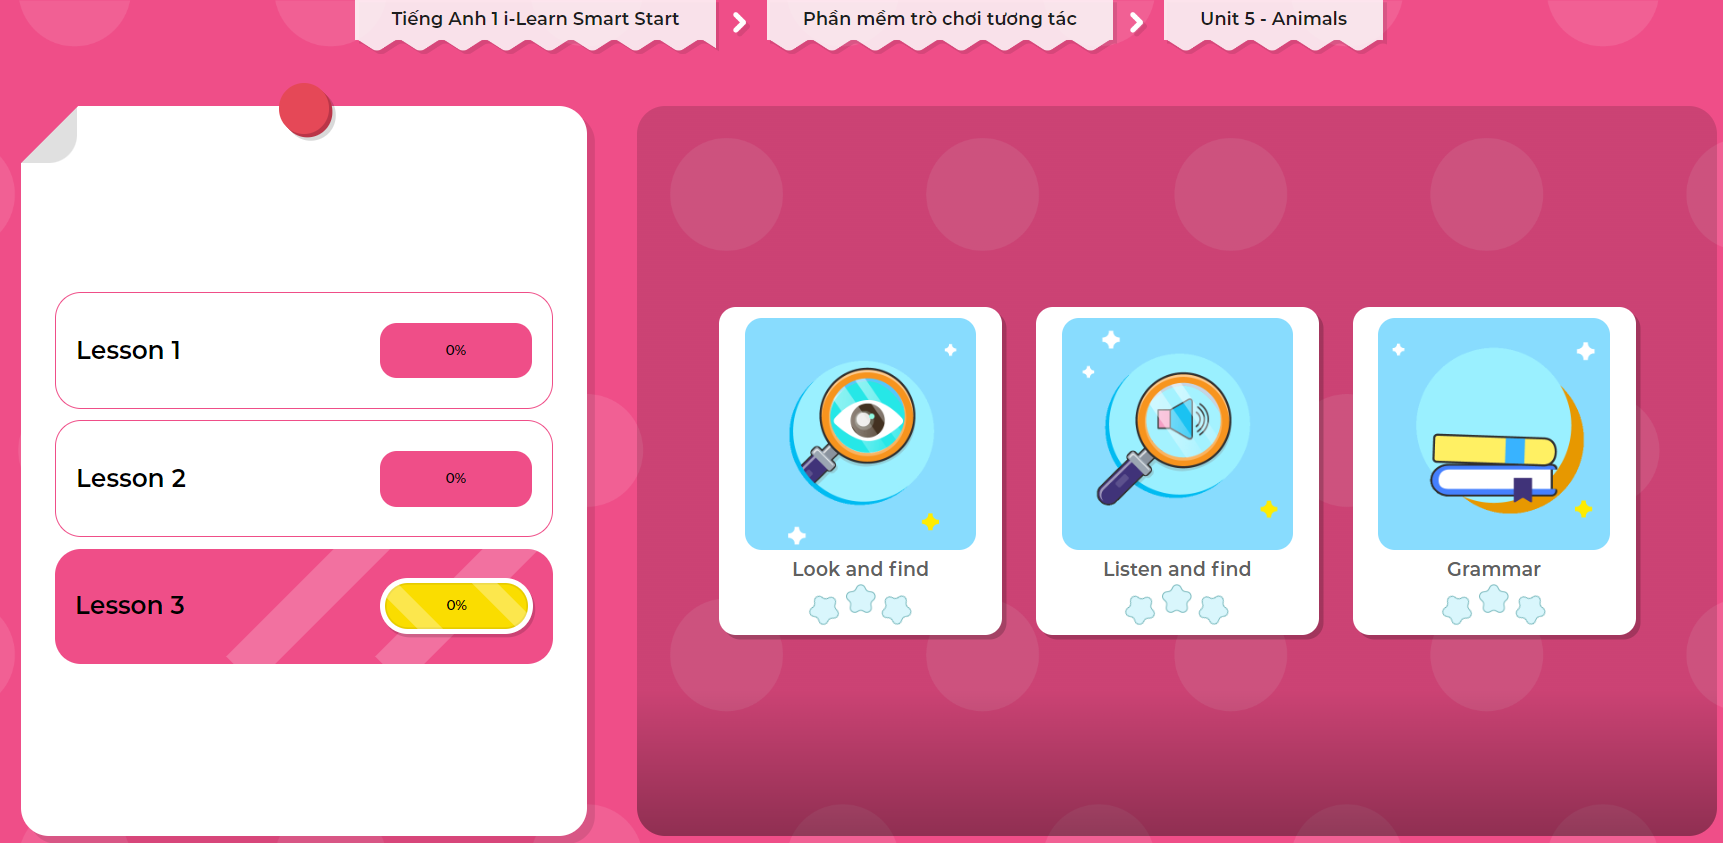 Tiếng Anh 1 i-Learn Smart Start
Phần mềm trò chơi tương tác
Unit 5 - Animals
Lesson 1
0%
Lesson 2
0%
Lesson 3
0%
Look and find
Listen and find
Grammar